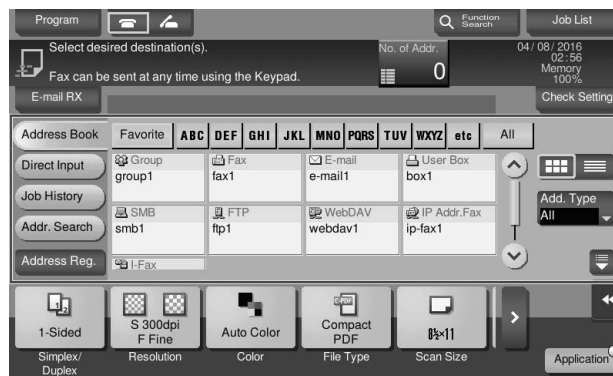 Program
Function
Search
Job List
Select desired destination(s).
No. of Addr.
04/08/2016
02:56
Fax can be sent at any time using the Keypad.
0
Memory
100%
E-mail RX
Check Setting
Address Book
Favorite
ABC
DEF
GHI
JKL
MNO
PQRS
TUV
WXYZ
etc
All
Direct Input
Group
group1
Fax
fax1
E-mail
e-mail1
User Box
box1
Job History
Add. Type
All
Addr. Search
SMB
smb1
FTP
ftp1
WebDAV
webdav1
IP Addr.Fax
ip-fax1
Address Reg.
I-Fax
1-Sided
S 300dpi
F Fine
Auto Color
Compact
PDF
8½×11
Simplex/
Duplex
Resolution
Color
File Type
Scan Size
Application